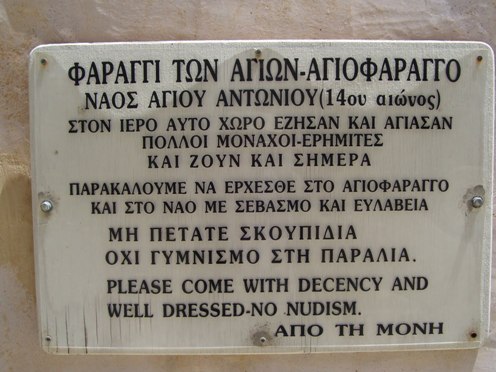 ΦΑΡΑΓΓΙ ΤΩΝ ΑΓΙΩΝ-ΑΓΙΟΦΑΡΑΓΓΟ
ΝΑΟΣ ΑΓΙΟΥ ΑΝΤΩΝΙΟΥ(14ου αιώνος)
ΣΤΟΝ ΙΕΡΟ ΑΥΤΟ ΧΩΡΟ ΕΖΗΣΑΝ ΚΑΙ ΑΓΙΑΣΑΝ
ΠΟΛΛΟΙ ΜΟΝΑΧΟΙ-ΕΡΗΜΙΤΕΣ
ΚΑΙ ΖΟΥΝ ΚΑΙ ΣΗΜΕΡΑ
ΠΑΡΑΚΑΛΟΥΜΕ ΝΑ ΕΡΧΕΣΘΕ ΣΤΟ ΑΓΙΟΦΑΡΑΓΓΟ
ΚΑΙ ΣΤΟ ΝΑΟ ΜΕ ΣΕΒΑΣΜΟ ΚΑΙ ΕΥΛΑΒΕΙΑ
ΜΗ ΠΕΤΑΤΕ ΣΚΟΥΠΙΔΙΑ
ΟΧΙ ΓΥΜΝΙΣΜΟ ΣΤΗ ΠΑΡΑΛΙΑ.
PLEASE COME WITH DECENCY AND
WELL DRESSED-NO NUDISM.
ΑΠΟ ΤΗ ΜΟΝΗ